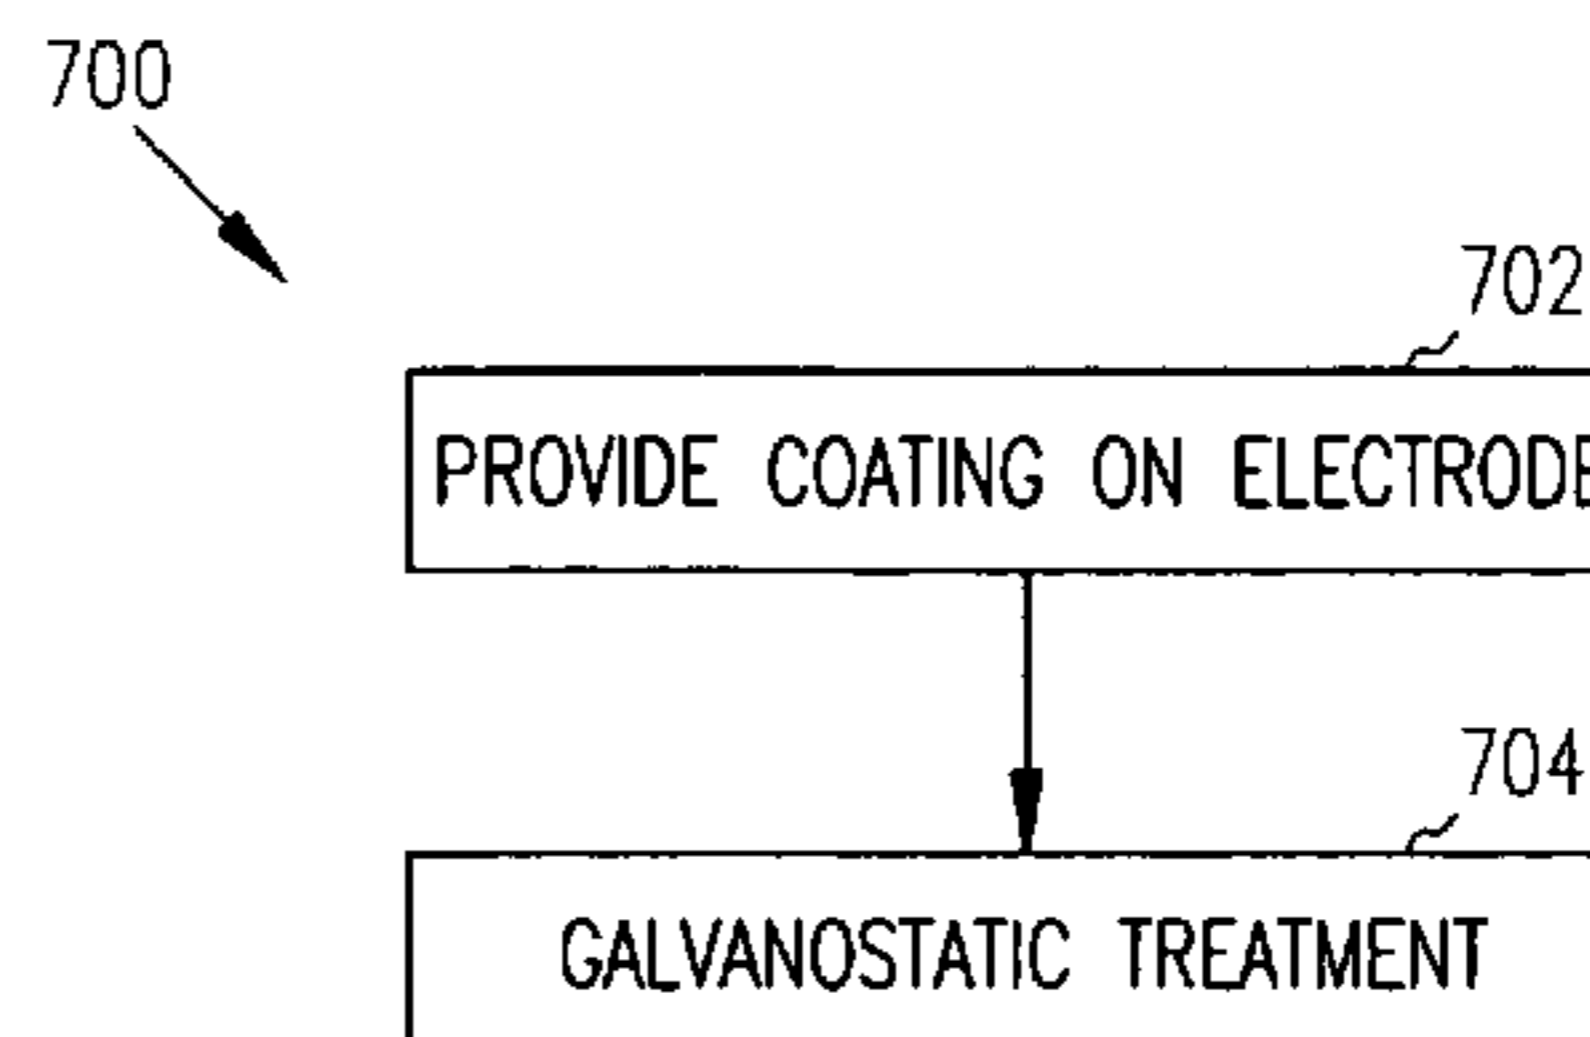 700
702
PROVIDE COATING ON ELECTRODE
704
GALVANOSTATIC TREATMENT